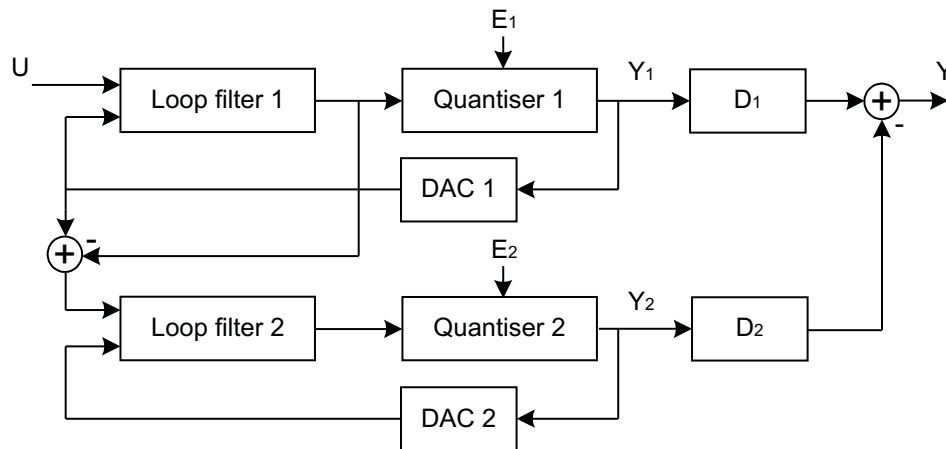 E₁
U
Y₁
Y
Loop filter 1
Quantiser 1
D₁
+
-
DAC 1
+
-
E₂
Y₂
Loop filter 2
Quantiser 2
D₂
DAC 2